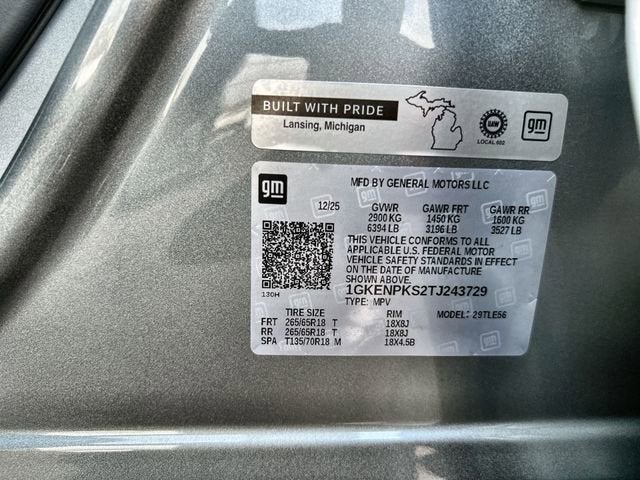 BUILT WITH PRIDE
Lansing, Michigan
UAW
LOCAL 602
gm
gm
MFD BY GENERAL MOTORS LLC
12/25 GVWR GAWR FRT GAWR RR
2900 KG 1450 KG 1600 KG
6394 LB 3196 LB 3527 LB
THIS VEHICLE CONFORMS TO ALL
APPLICABLE U.S. FEDERAL MOTOR
VEHICLE SAFETY STANDARDS IN EFFECT
ON THE DATE OF MANUFACTURE
SHOWN ABOVE.
1GKENPKS2TJ243729
130H
TYPE: MPV
TIRE SIZE RIM MODEL: 29TLE56
FRT 265/65R18 T 18X8J
RR 265/65R18 T 18X8J
SPA T135/70R18 M 18X4.5B